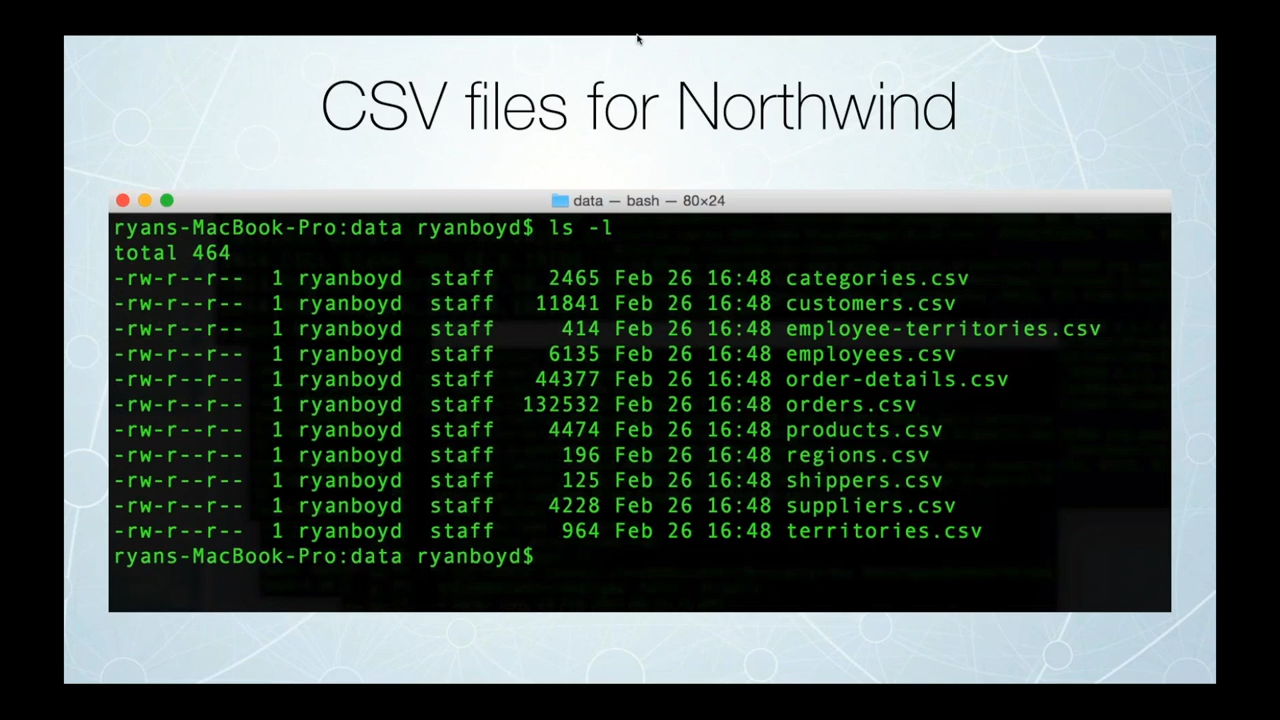 CSV files for Northwind
data — bash — 80×24
ryans-MacBook-Pro:data ryanboyd$ ls -l
total 464
-rw-r--r--  1 ryanboyd  staff    2465 Feb 26 16:48 categories.csv
-rw-r--r--  1 ryanboyd  staff   11841 Feb 26 16:48 customers.csv
-rw-r--r--  1 ryanboyd  staff     414 Feb 26 16:48 employee-territories.csv
-rw-r--r--  1 ryanboyd  staff    6135 Feb 26 16:48 employees.csv
-rw-r--r--  1 ryanboyd  staff   44377 Feb 26 16:48 order-details.csv
-rw-r--r--  1 ryanboyd  staff  132532 Feb 26 16:48 orders.csv
-rw-r--r--  1 ryanboyd  staff    4474 Feb 26 16:48 products.csv
-rw-r--r--  1 ryanboyd  staff     196 Feb 26 16:48 regions.csv
-rw-r--r--  1 ryanboyd  staff     125 Feb 26 16:48 shippers.csv
-rw-r--r--  1 ryanboyd  staff    4228 Feb 26 16:48 suppliers.csv
-rw-r--r--  1 ryanboyd  staff     964 Feb 26 16:48 territories.csv
ryans-MacBook-Pro:data ryanboyd$